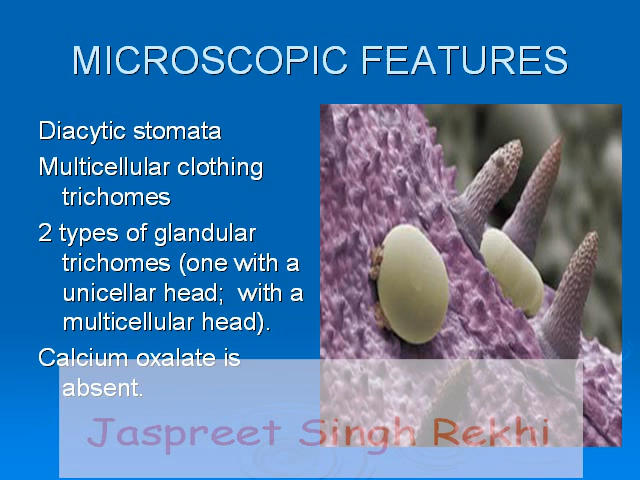 MICROSCOPIC FEATURES
Diacytic stomata
Multicellular clothing
trichomes
2 types of glandular
trichomes (one with a
unicellar head;  with a
multicellular head).
Calcium oxalate is
absent.
Jaspreet Singh Rekhi